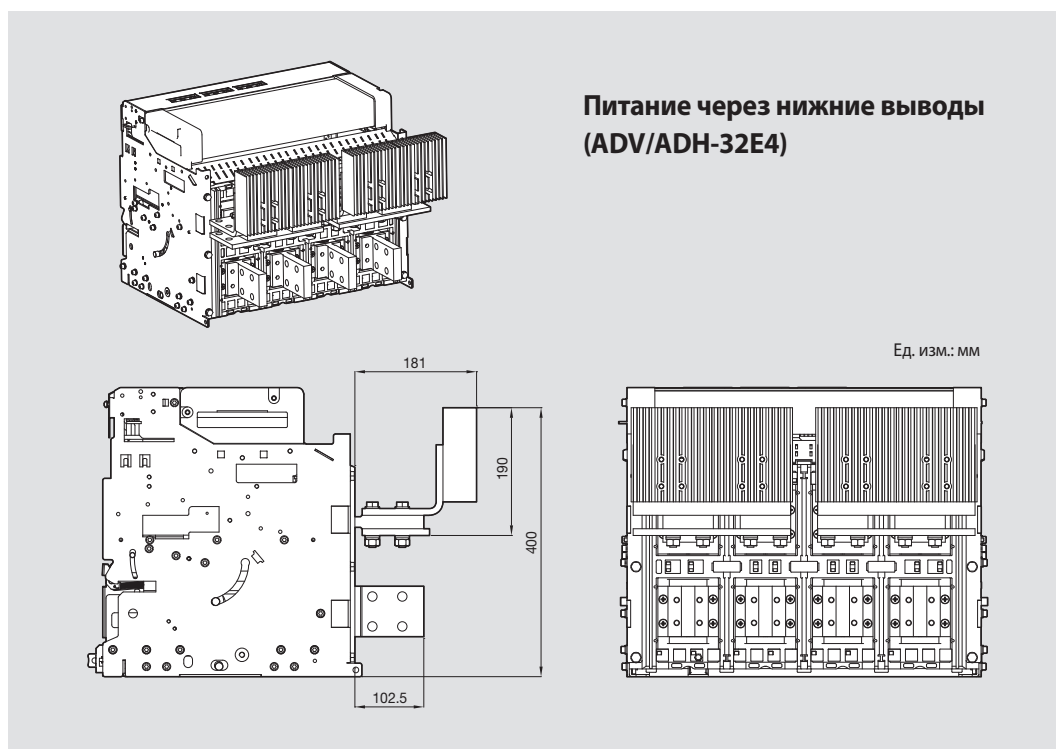 Питание через нижние выводы
(ADV/ADH-32E4)
Ед. изм.: мм
181
190
400
102.5